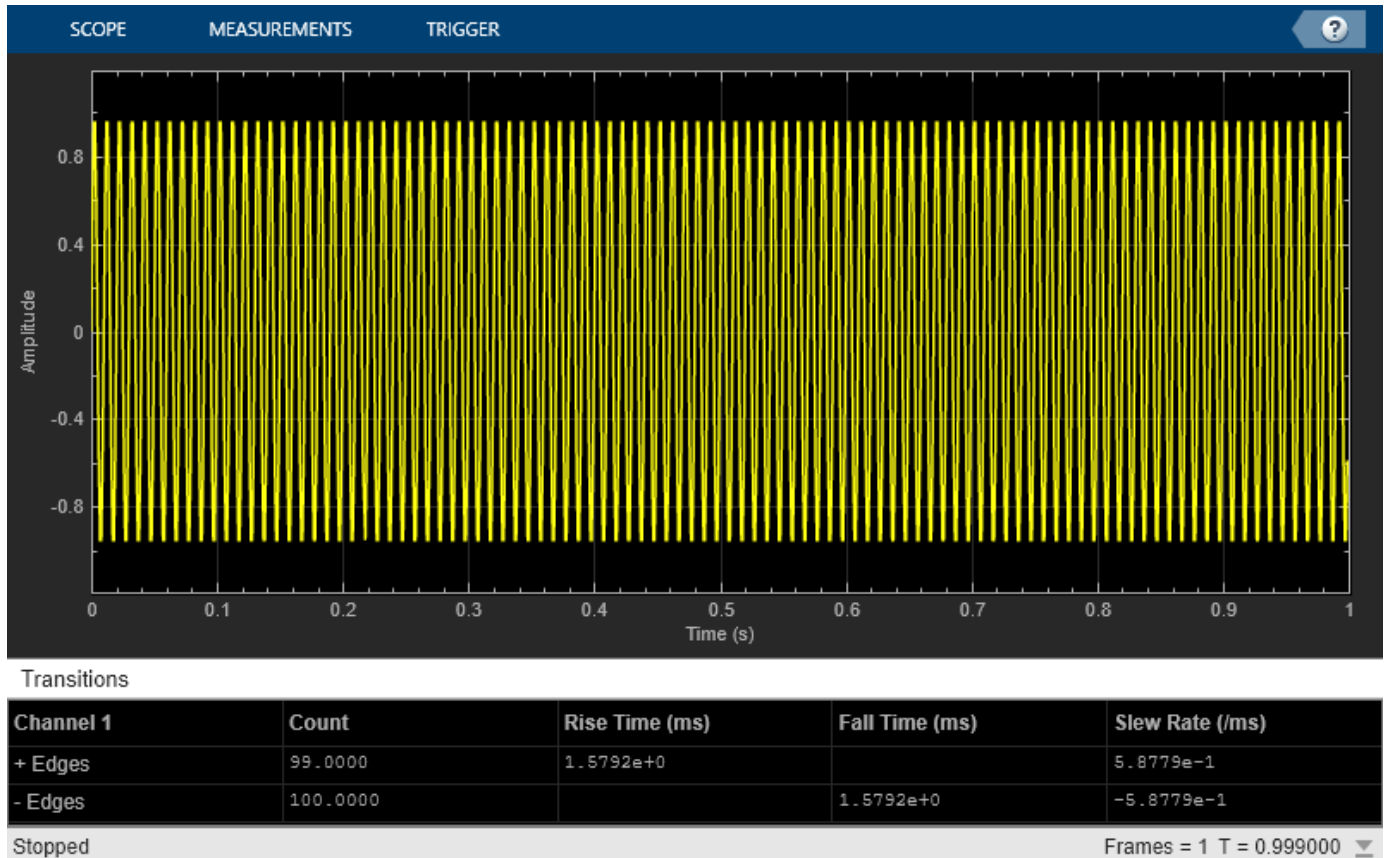 SCOPE MEASUREMENTS TRIGGER ?
0.8
0.4
0
-0.4
-0.8
Amplitude
0 0.1 0.2 0.3 0.4 0.5 0.6 0.7 0.8 0.9 1
Time (s)
Transitions
Channel 1 Count Rise Time (ms) Fall Time (ms) Slew Rate (/ms)
+ Edges 99.0000 1.5792e+0 5.8779e-1
- Edges 100.0000 1.5792e+0 -5.8779e-1
Stopped Frames = 1 T = 0.999000